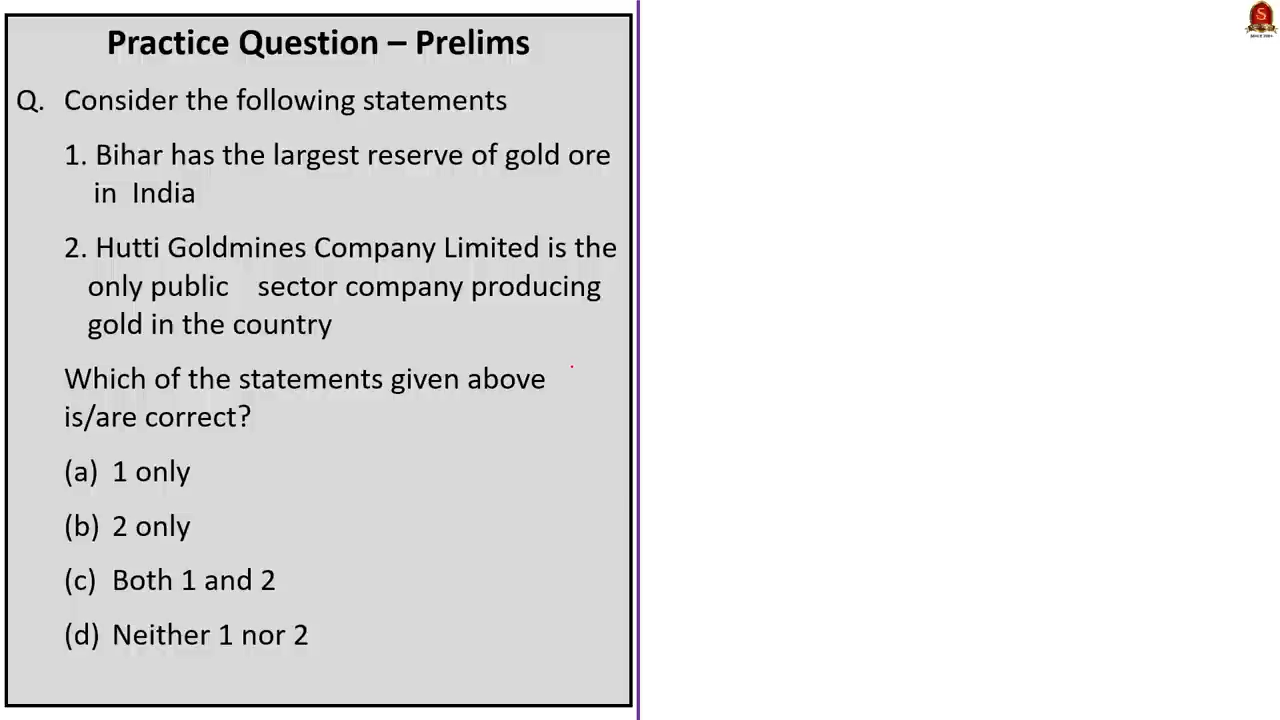 Practice Question – Prelims
Q. Consider the following statements
1. Bihar has the largest reserve of gold ore
in India
2. Hutti Goldmines Company Limited is the
only public sector company producing
gold in the country
Which of the statements given above
is/are correct?
(a) 1 only
(b) 2 only
(c) Both 1 and 2
(d) Neither 1 nor 2
S